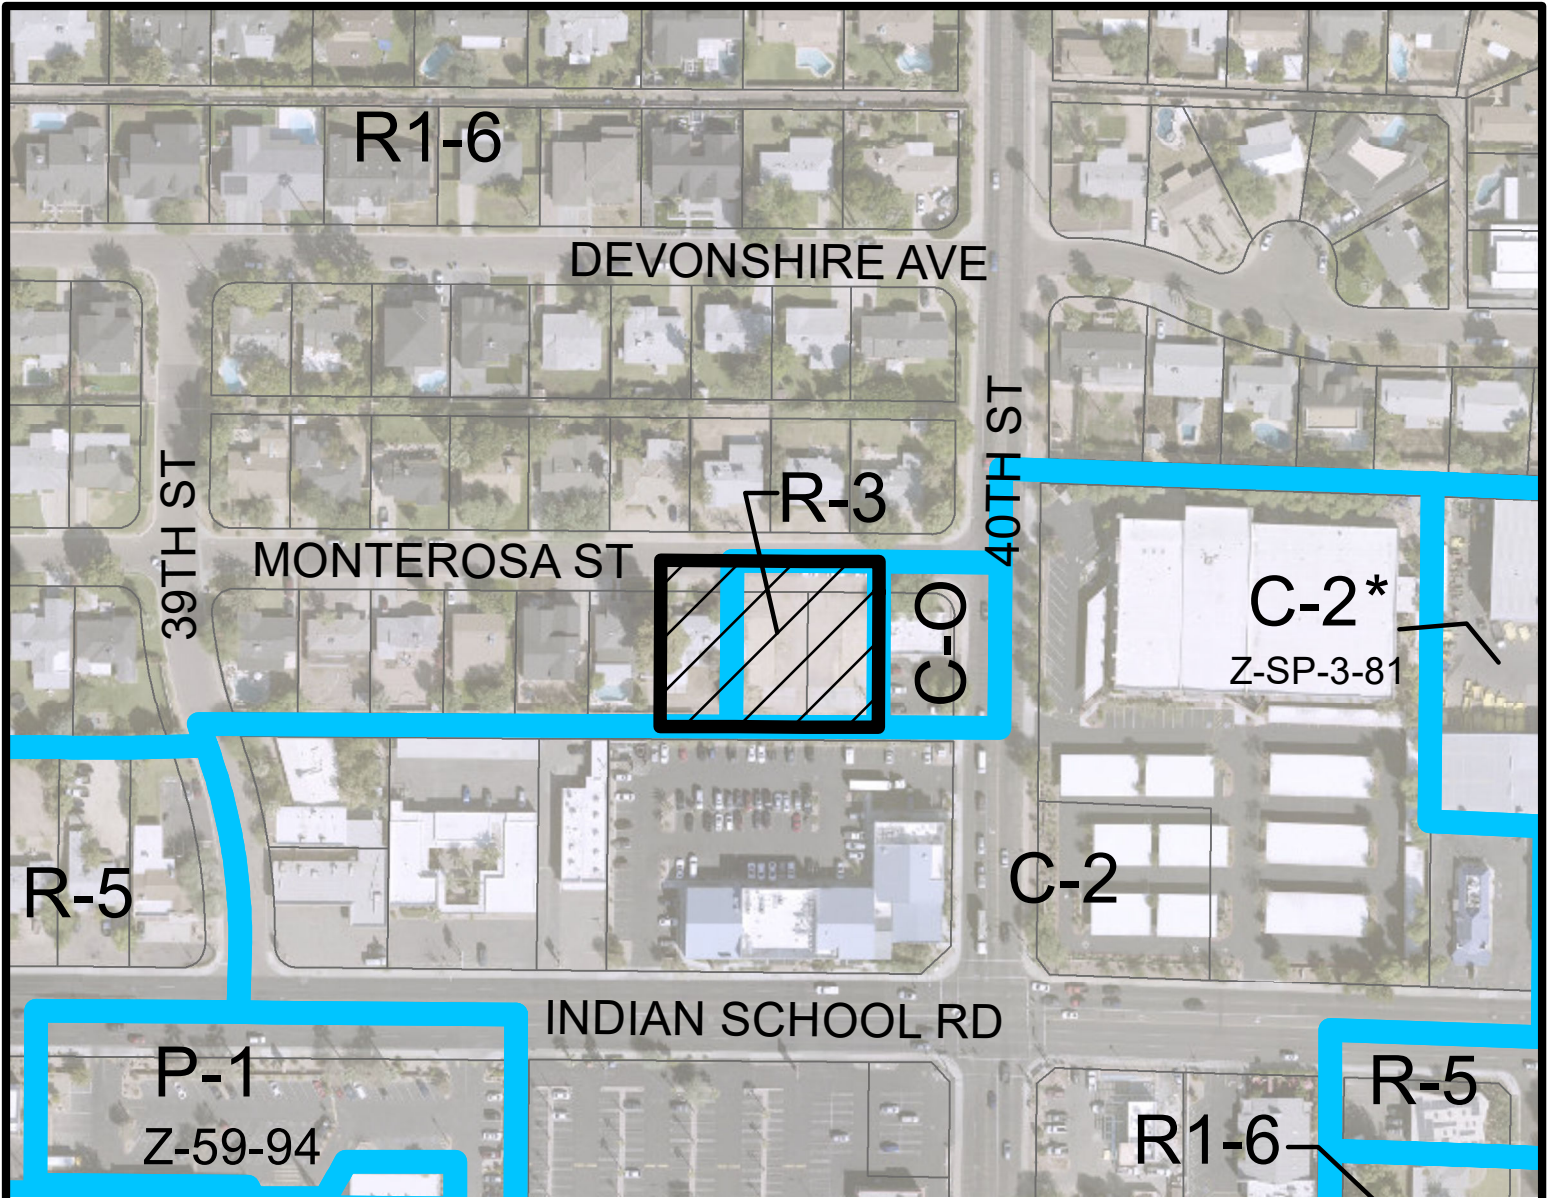 R1-6
DEVONSHIRE AVE
40TH ST
39TH ST
R-3
MONTEROSA ST
C-O
C-2*
Z-SP-3-81
R-5
C-2
INDIAN SCHOOL RD
P-1
Z-59-94
R-5
R1-6